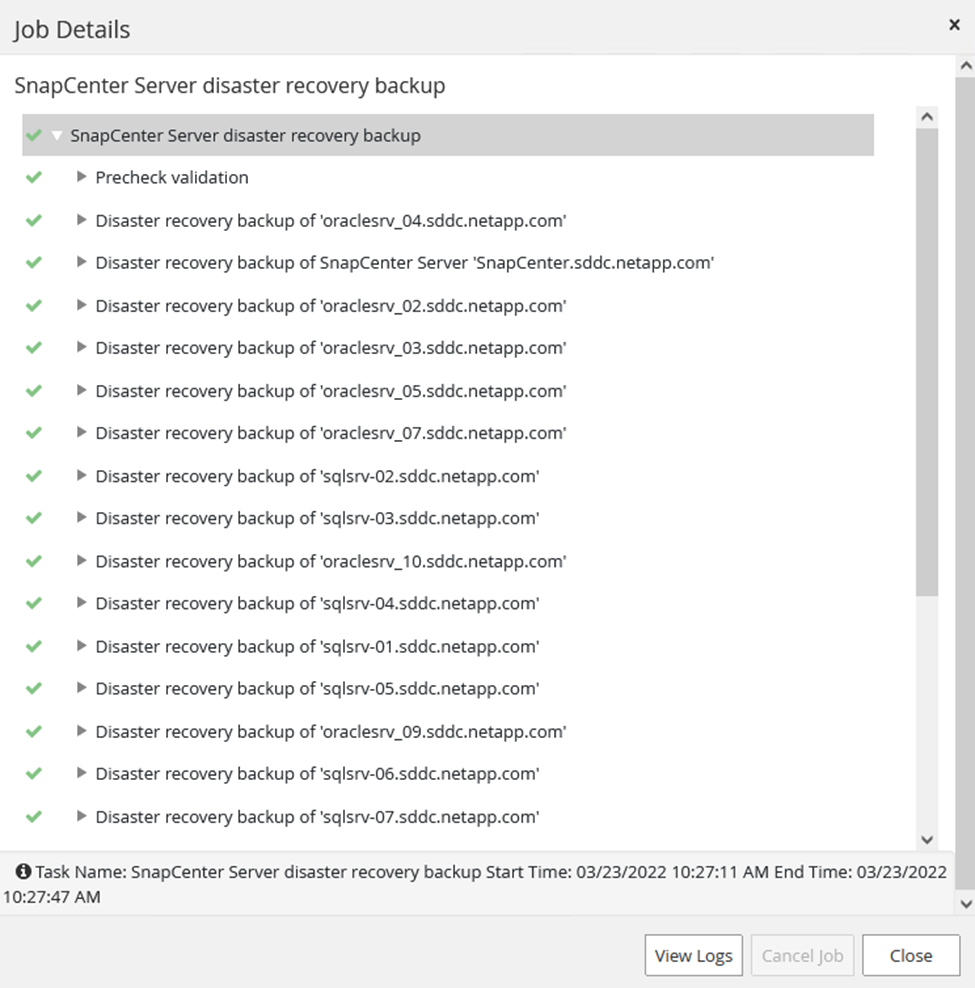 Job Details
SnapCenter Server disaster recovery backup
SnapCenter Server disaster recovery backup
Precheck validation
Disaster recovery backup of 'oraclesrv_04.sddc.netapp.com'
Disaster recovery backup of SnapCenter Server 'SnapCenter.sddc.netapp.com'
Disaster recovery backup of 'oraclesrv_02.sddc.netapp.com'
Disaster recovery backup of 'oraclesrv_03.sddc.netapp.com'
Disaster recovery backup of 'oraclesrv_05.sddc.netapp.com'
Disaster recovery backup of 'oraclesrv_07.sddc.netapp.com'
Disaster recovery backup of 'sqlsrv-02.sddc.netapp.com'
Disaster recovery backup of 'sqlsrv-03.sddc.netapp.com'
Disaster recovery backup of 'oraclesrv_10.sddc.netapp.com'
Disaster recovery backup of 'sqlsrv-04.sddc.netapp.com'
Disaster recovery backup of 'sqlsrv-01.sddc.netapp.com'
Disaster recovery backup of 'sqlsrv-05.sddc.netapp.com'
Disaster recovery backup of 'oraclesrv_09.sddc.netapp.com'
Disaster recovery backup of 'sqlsrv-06.sddc.netapp.com'
Disaster recovery backup of 'sqlsrv-07.sddc.netapp.com'
Task Name: SnapCenter Server disaster recovery backup Start Time: 03/23/2022 10:27:11 AM End Time: 03/23/2022
10:27:47 AM
View Logs Cancel Job Close